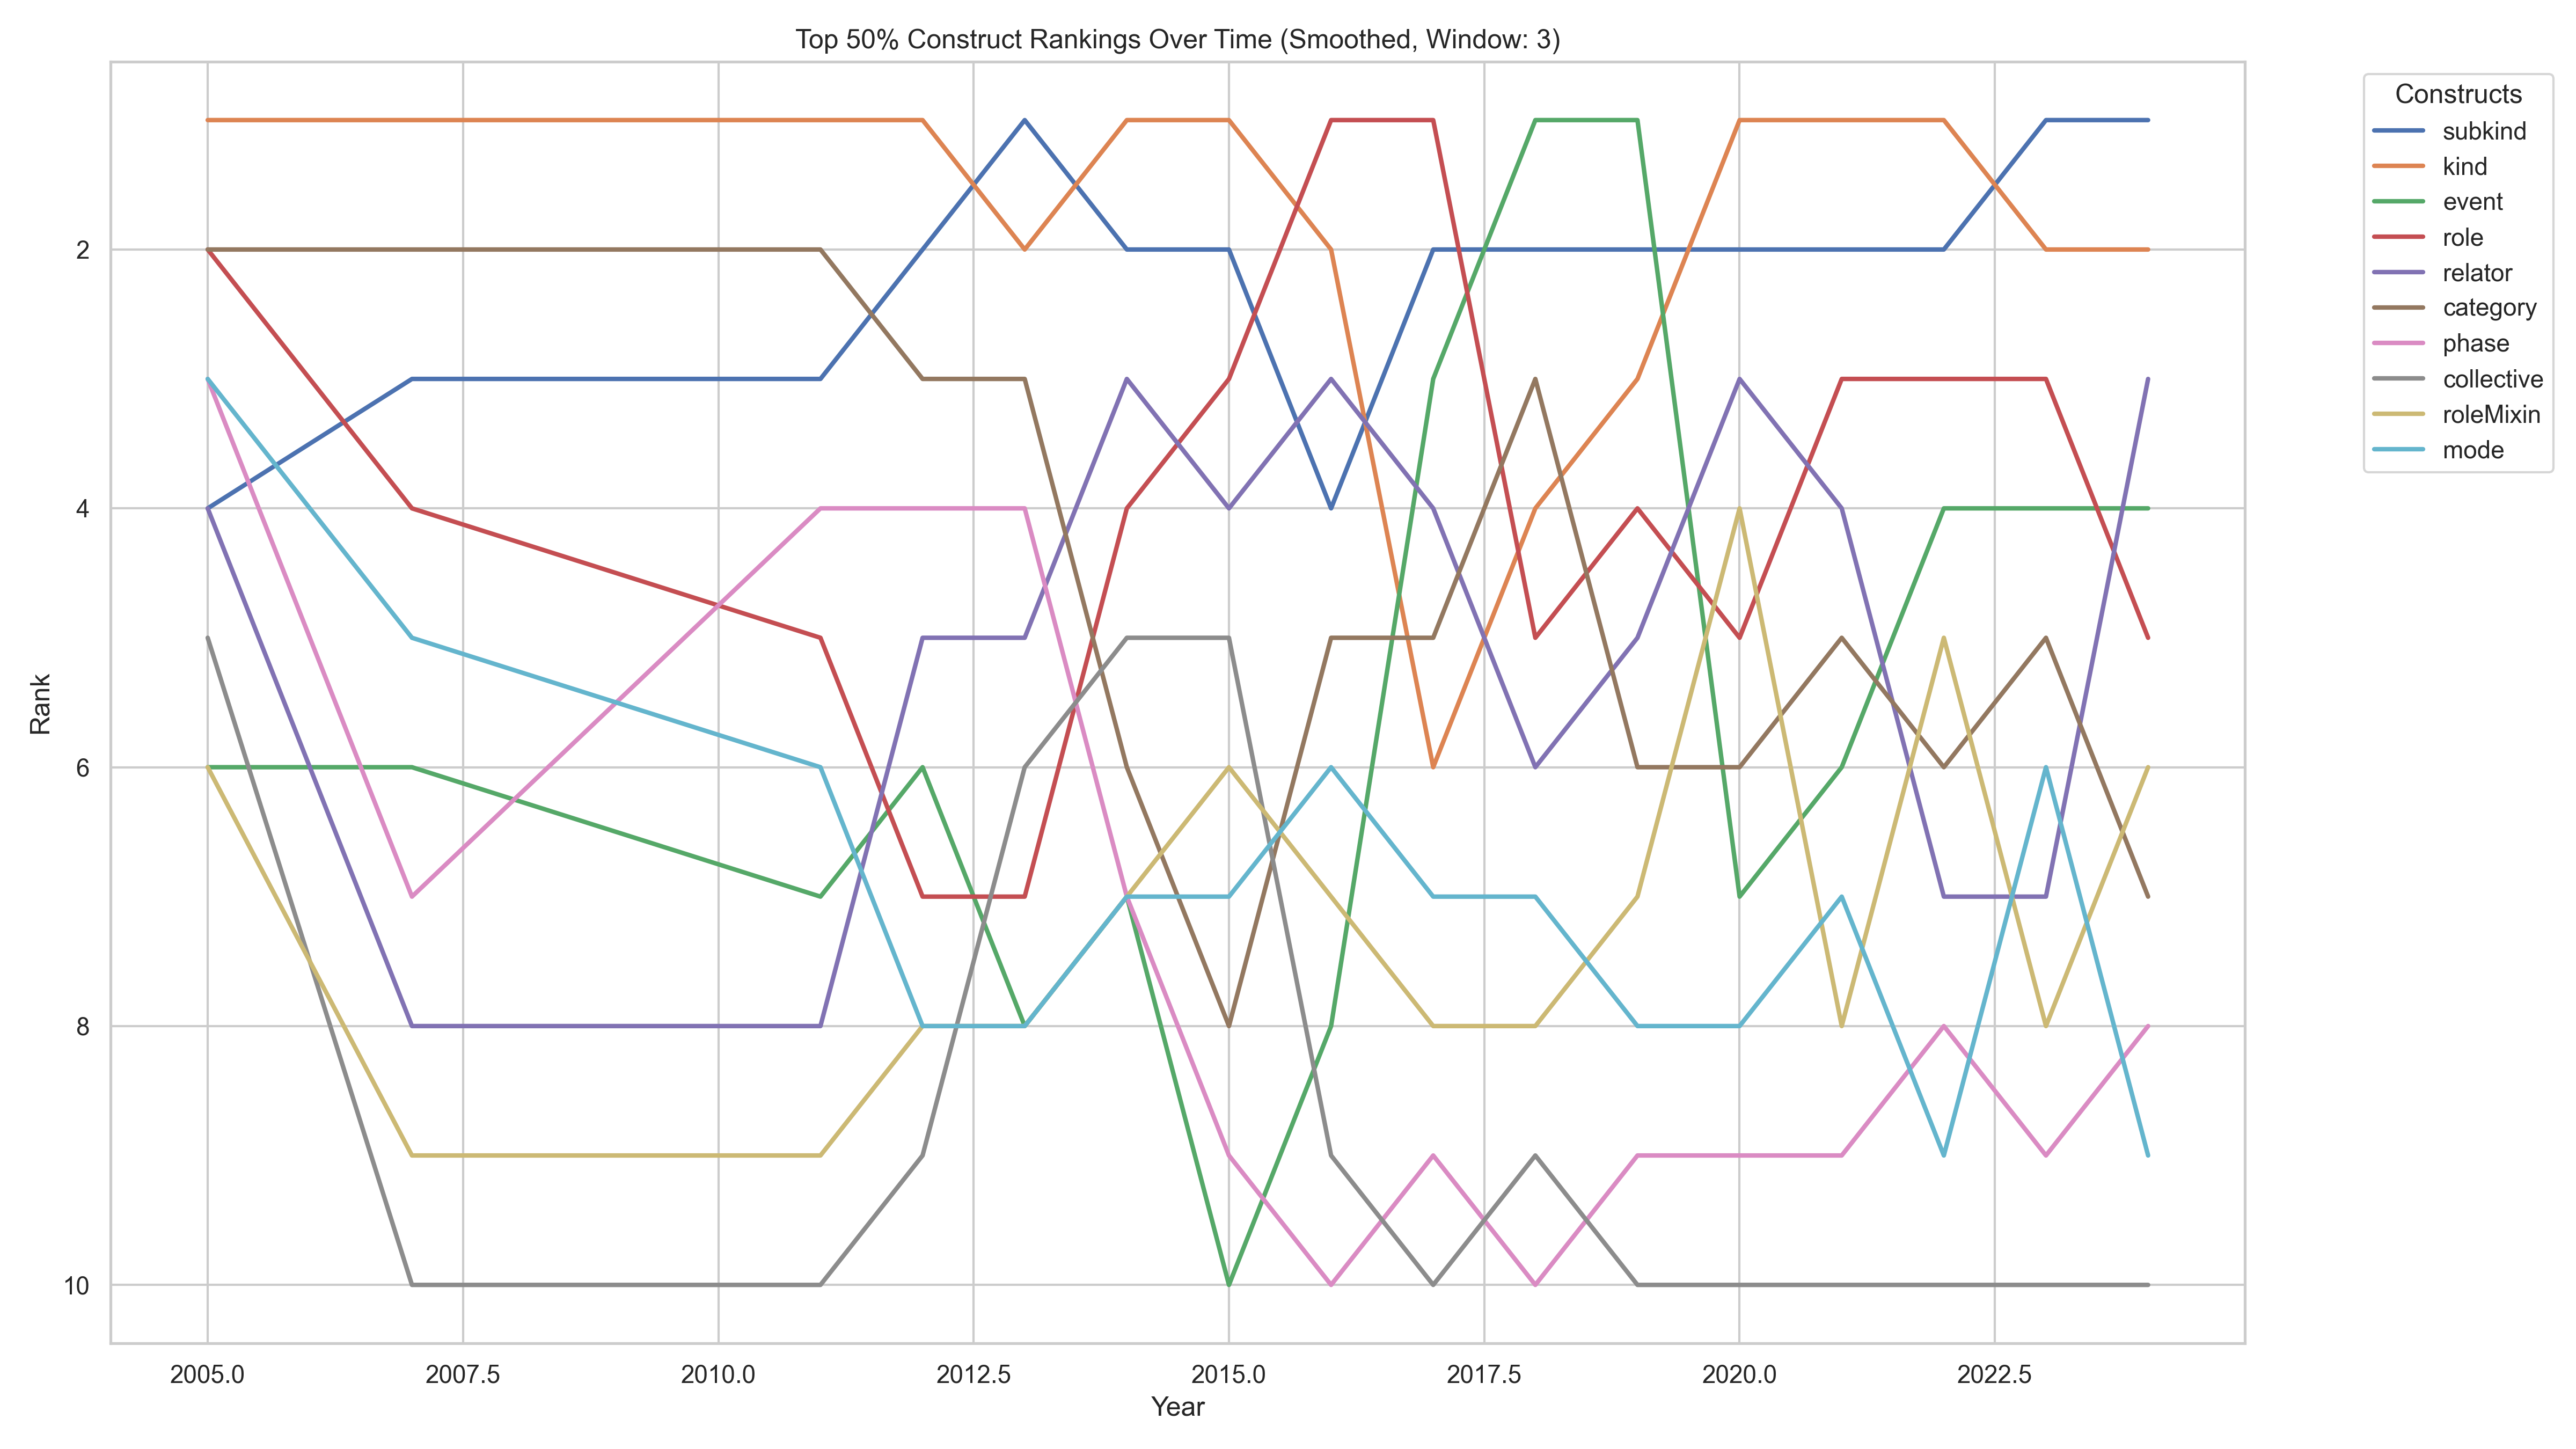 Top 50% Construct Rankings Over Time (Smoothed, Window: 3)
Constructs
subkind
kind
event
role
relator
category
phase
collective
roleMixin
mode
Rank
2
4
6
8
10
2005.0 2007.5 2010.0 2012.5 2015.0 2017.5 2020.0 2022.5
Year